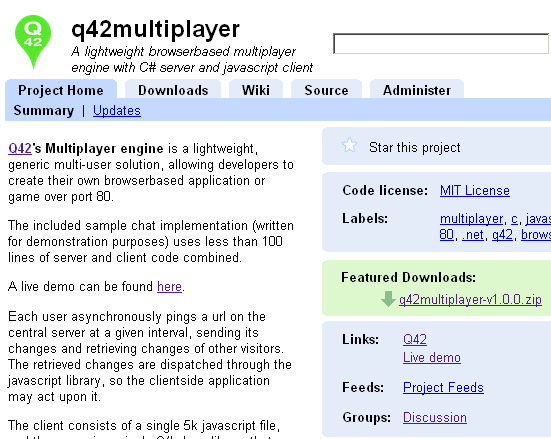 Q
42
q42multiplayer
A lightweight browserbased multiplayer
engine with C# server and javascript client
Project Home Downloads Wiki Source Administer
Summary | Updates
Q42's Multiplayer engine is a lightweight,
generic multi-user solution, allowing developers to
create their own browserbased application or
game over port 80.
The included sample chat implementation (written
for demonstration purposes) uses less than 100
lines of server and client code combined.
A live demo can be found here.
Each user asynchronously pings a url on the
central server at a given interval, sending its
changes and retrieving changes of other visitors.
The retrieved changes are dispatched through the
javascript library, so the clientside application
may act upon it.
The client consists of a single 5k javascript file,
Star this project
Code license: MIT License
Labels: multiplayer, c, javas
80, .net, q42, brows
Featured Downloads:
q42multiplayer-v1.0.0.zip
Links: Q42
Live demo
Feeds: Project Feeds
Groups: Discussion